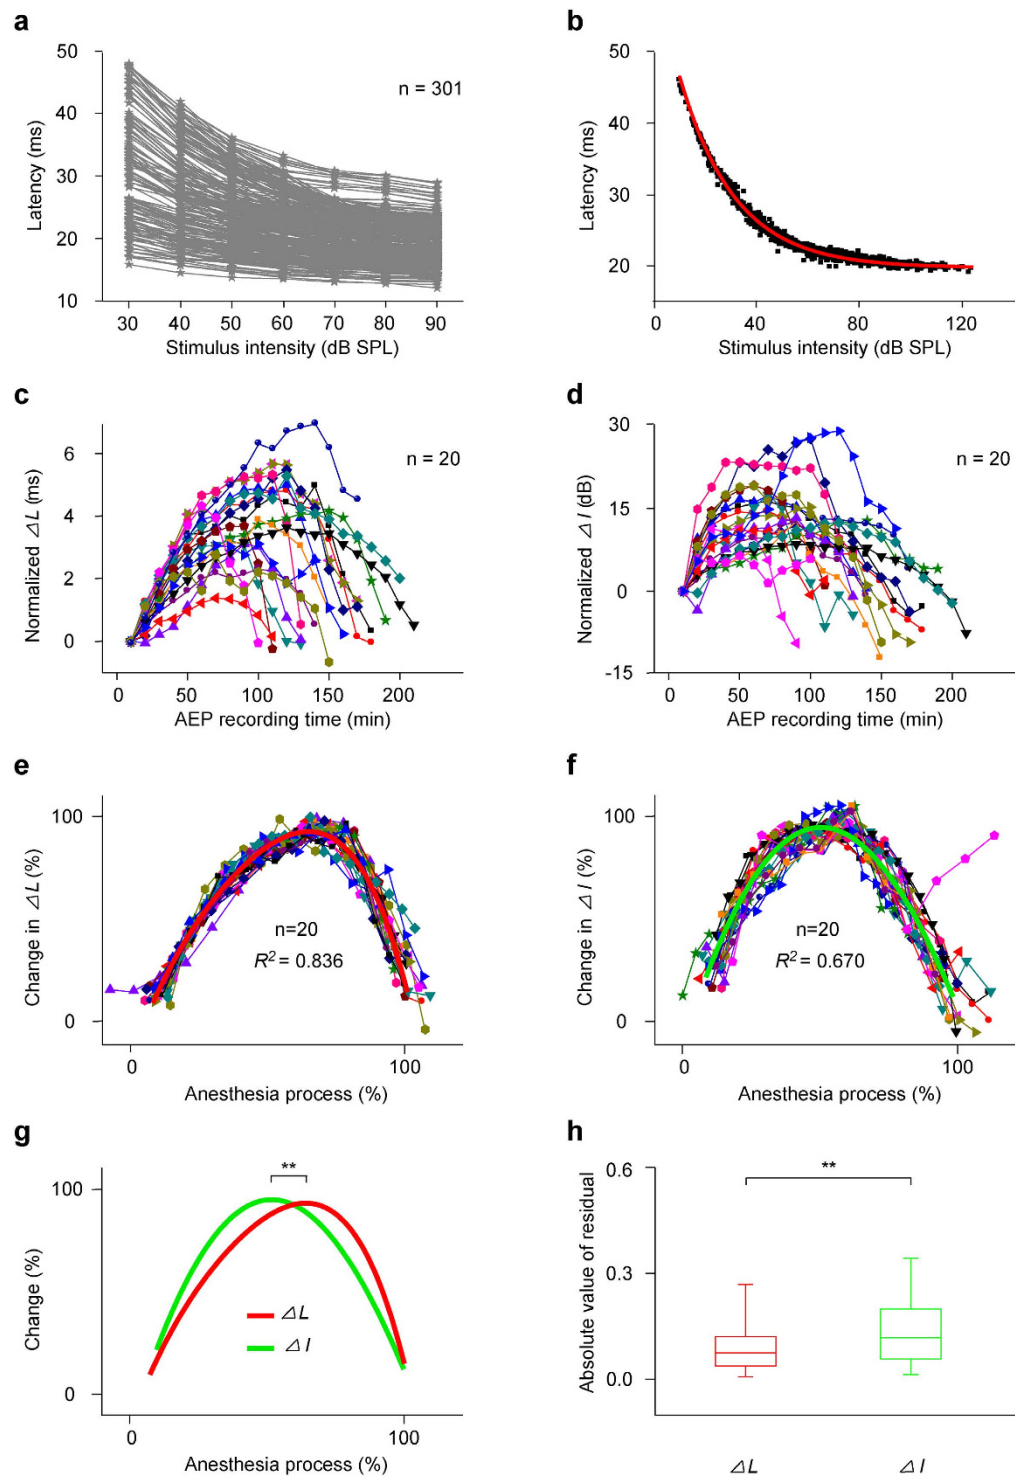 a
50
40
30
20
10
Latency (ms)
n = 301
30 40 50 60 70 80 90
Stimulus intensity (dB SPL)
b
50
40
30
20
Latency (ms)
0 40 80 120
Stimulus intensity (dB SPL)
c
6
4
2
0
Normalized △L (ms)
n = 20
0 50 100 150 200
AEP recording time (min)
d
30
15
0
-15
Normalized △I (dB)
n = 20
0 50 100 150 200
AEP recording time (min)
e
100
0
Change in △L (%)
n=20
R² = 0.836
0 100
Anesthesia process (%)
f
100
0
Change in △I (%)
n=20
R² = 0.670
0 100
Anesthesia process (%)
g
100
0
Change (%)
**
△L
△I
0 100
Anesthesia process (%)
h
0.6
0.3
0.0
Absolute value of residual
**
△L △I